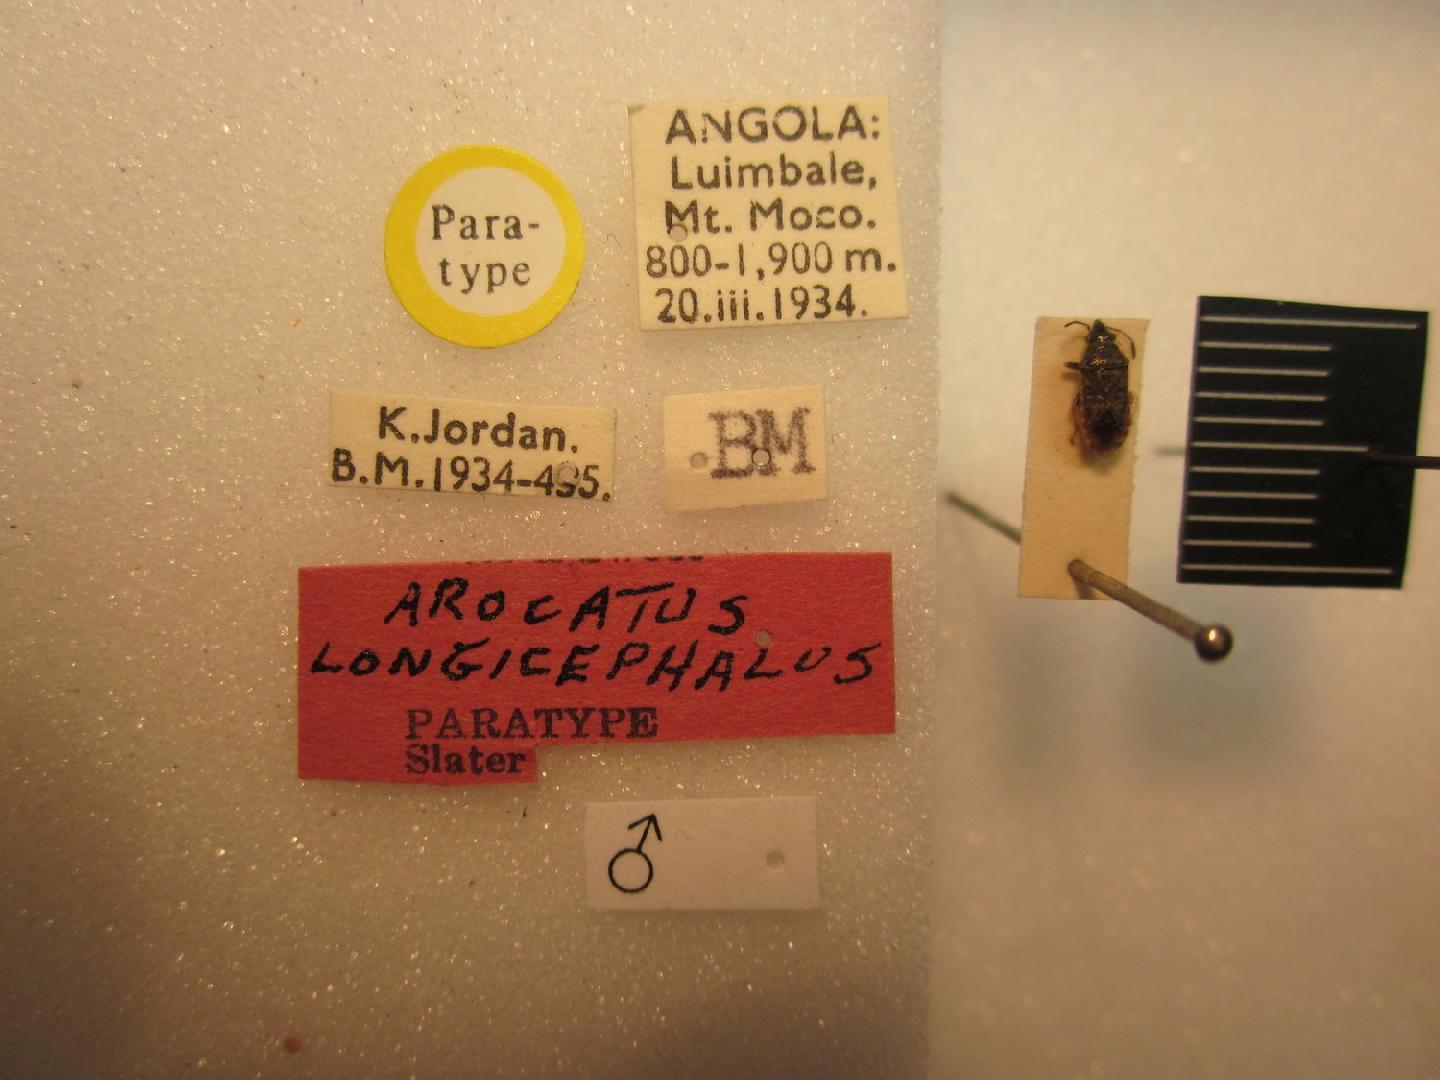 Para-
type
ANGOLA:
Luimbale,
Mt. Moco.
800-1,900 m.
20.iii.1934.
K.Jordan.
B.M.1934-495.
BM
AROCATUS
LONGICEPHALUS
PARATYPE
Slater
♂